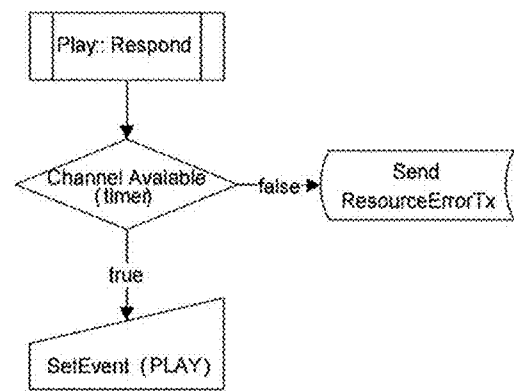 Play:: Respond
Channel Available
(timer)
false
Send
ResourceErrorTx
true
SetEvent (PLAY)